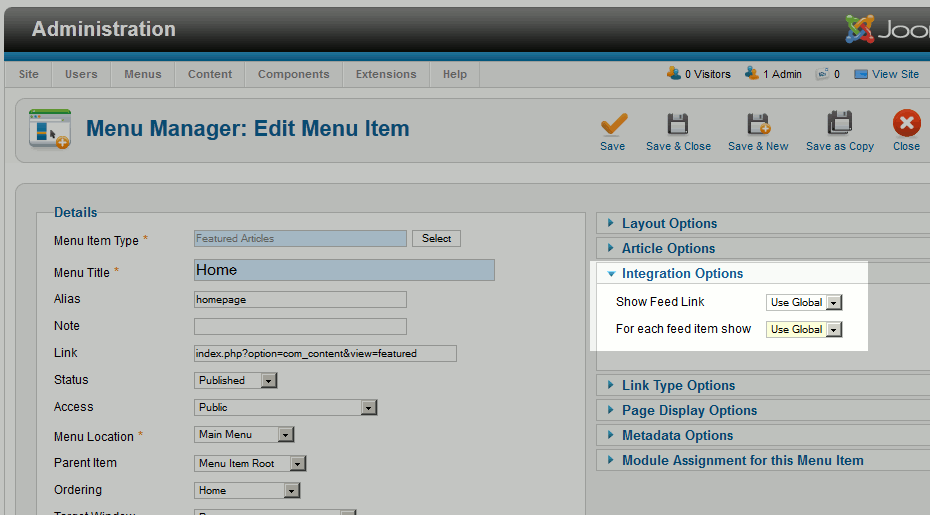 Administration
Joo
Site Users Menus Content Components Extensions Help
0 Visitors 1 Admin 0 View Site
Menu Manager: Edit Menu Item
Save Save & Close Save & New Save as Copy Close
Details
Menu Item Type * Featured Articles Select
Menu Title * Home
Alias homepage
Note
Link index.php?option=com_content&view=featured
Status Published
Access Public
Menu Location * Main Menu
Parent Item Menu Item Root
Ordering Home
Layout Options
Article Options
Integration Options
Show Feed Link Use Global
For each feed item show Use Global
Link Type Options
Page Display Options
Metadata Options
Module Assignment for this Menu Item